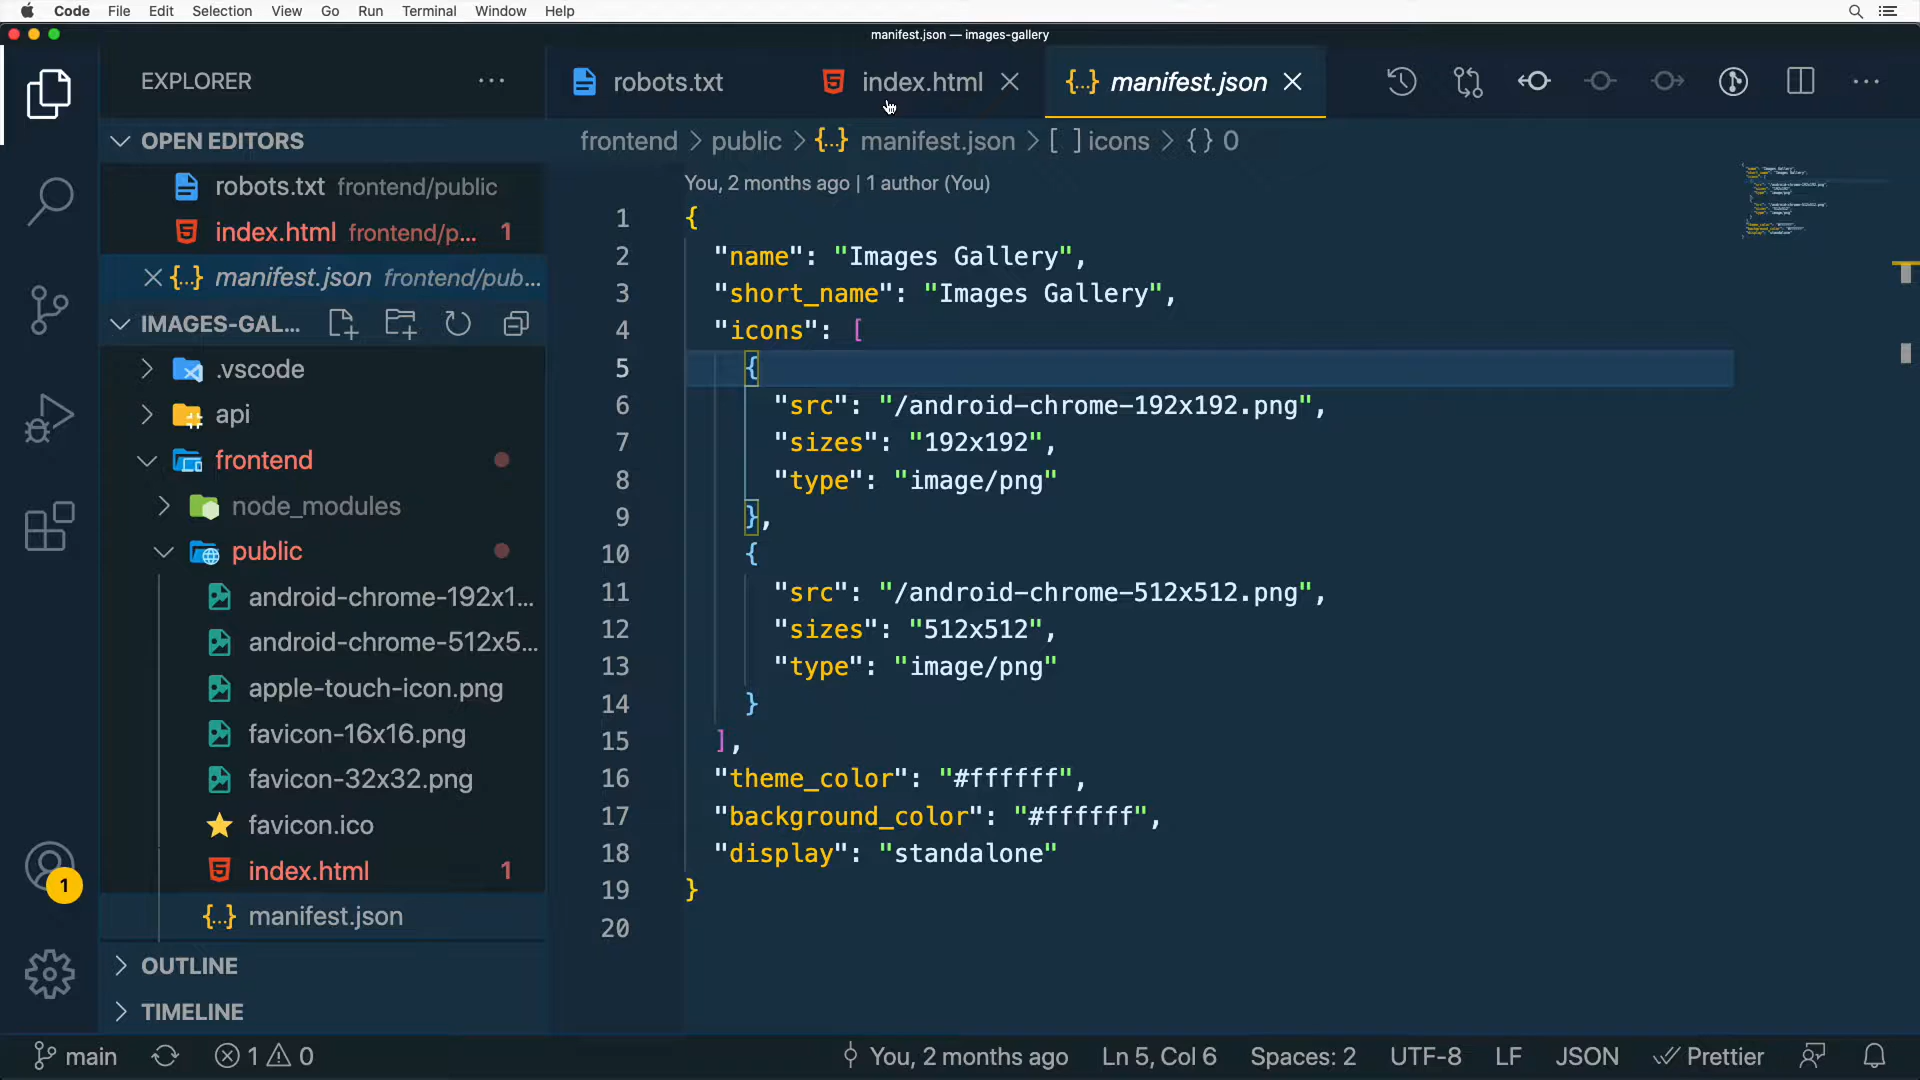 Code File Edit Selection View Go Run Terminal Window Help
manifest.json — images-gallery
EXPLORER
robots.txt
index.html
{...} manifest.json
OPEN EDITORS
robots.txt frontend/public
index.html frontend/p... 1
{...} manifest.json frontend/pub...
IMAGES-GAL...
.vscode
api
frontend
node_modules
public
android-chrome-192x1...
android-chrome-512x5...
apple-touch-icon.png
favicon-16x16.png
favicon-32x32.png
favicon.ico
index.html 1
{...} manifest.json
OUTLINE
TIMELINE
1
frontend > public > {...} manifest.json > [ ] icons > {} 0
You, 2 months ago | 1 author (You)
1 {
2 "name": "Images Gallery",
3 "short_name": "Images Gallery",
4 "icons": [
5 {
6 "src": "/android-chrome-192x192.png",
7 "sizes": "192x192",
8 "type": "image/png"
9 },
10 {
11 "src": "/android-chrome-512x512.png",
12 "sizes": "512x512",
13 "type": "image/png"
14 }
15 ],
16 "theme_color": "#ffffff",
17 "background_color": "#ffffff",
18 "display": "standalone"
19 }
20
main 1 0 You, 2 months ago Ln 5, Col 6 Spaces: 2 UTF-8 LF JSON Prettier